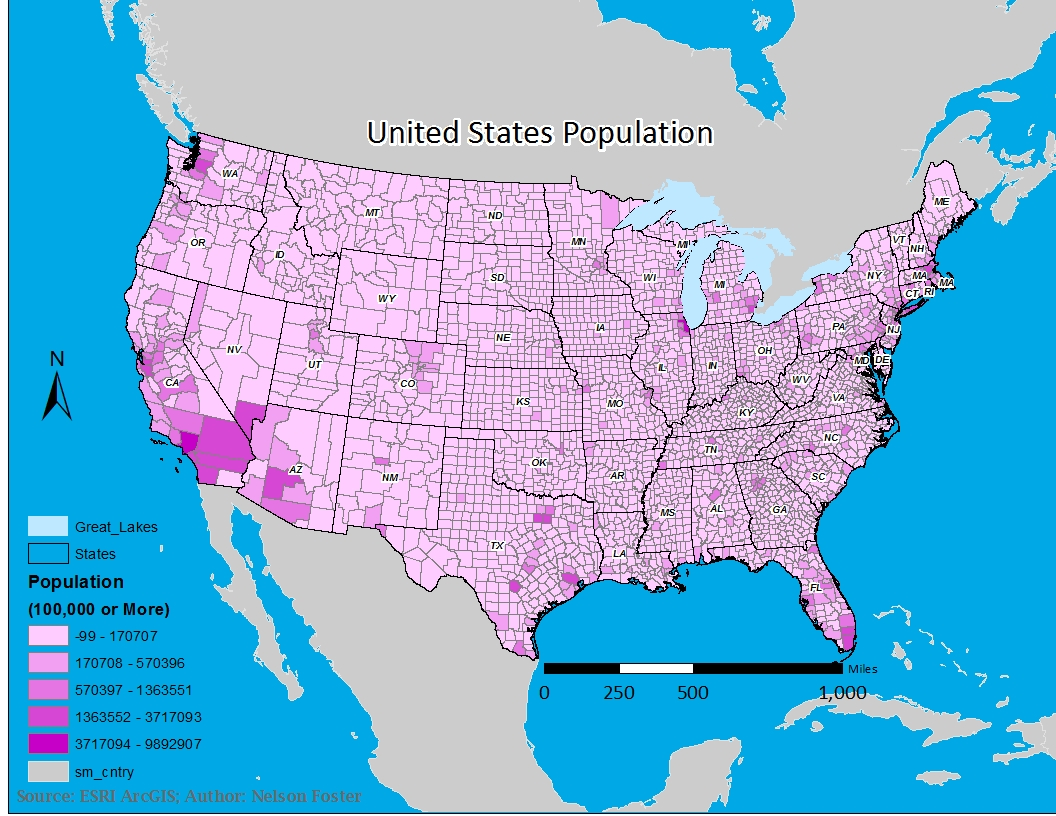 United States Population
WA
MT
ND
MN
ME
VT
NH
OR
ID
SD
WI
MI
MI
NY
MA
MA
CT
RI
WY
NE
IA
PA
NJ
NV
UT
CO
IL
IN
OH
MD
DE
WV
CA
KS
MO
KY
VA
AZ
NM
OK
AR
TN
NC
SC
TX
LA
MS
AL
GA
FL
N
Great_Lakes
States
Population
(100,000 or More)
-99 - 170707
170708 - 570396
570397 - 1363551
1363552 - 3717093
3717094 - 9892907
sm_cntry
Miles
0 250 500 1,000
Source: ESRI ArcGIS; Author: Nelson Foster